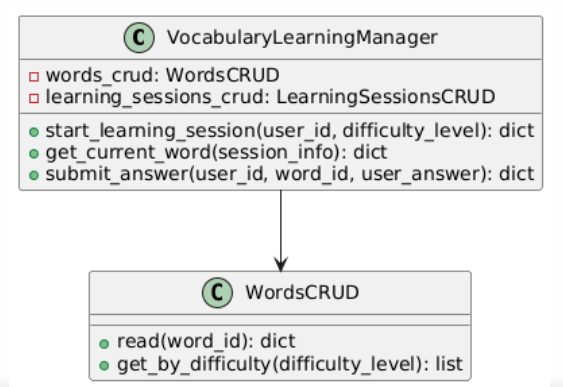 C VocabularyLearningManager
words_crud: WordsCRUD
learning_sessions_crud: LearningSessionsCRUD
start_learning_session(user_id, difficulty_level): dict
get_current_word(session_info): dict
submit_answer(user_id, word_id, user_answer): dict
C WordsCRUD
read(word_id): dict
get_by_difficulty(difficulty_level): list